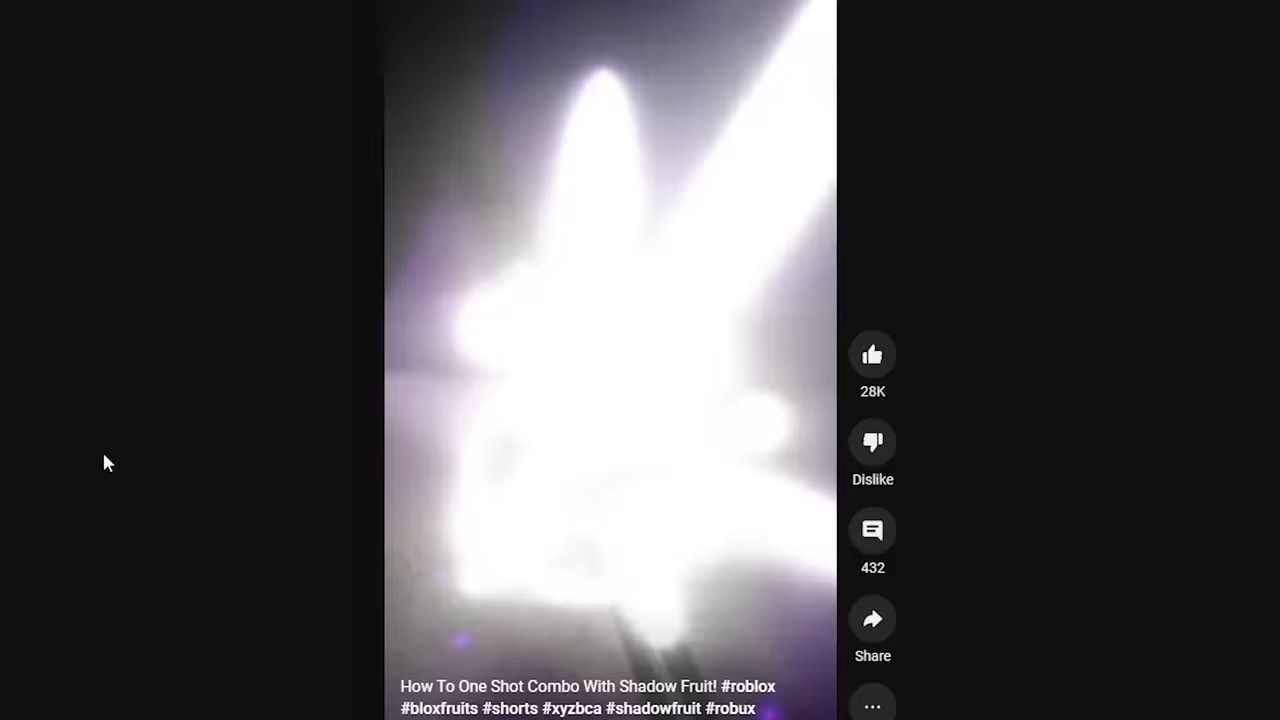 28K
Dislike
432
Share
How To One Shot Combo With Shadow Fruit! #roblox
#bloxfruits #shorts #xyzbca #shadowfruit #robux